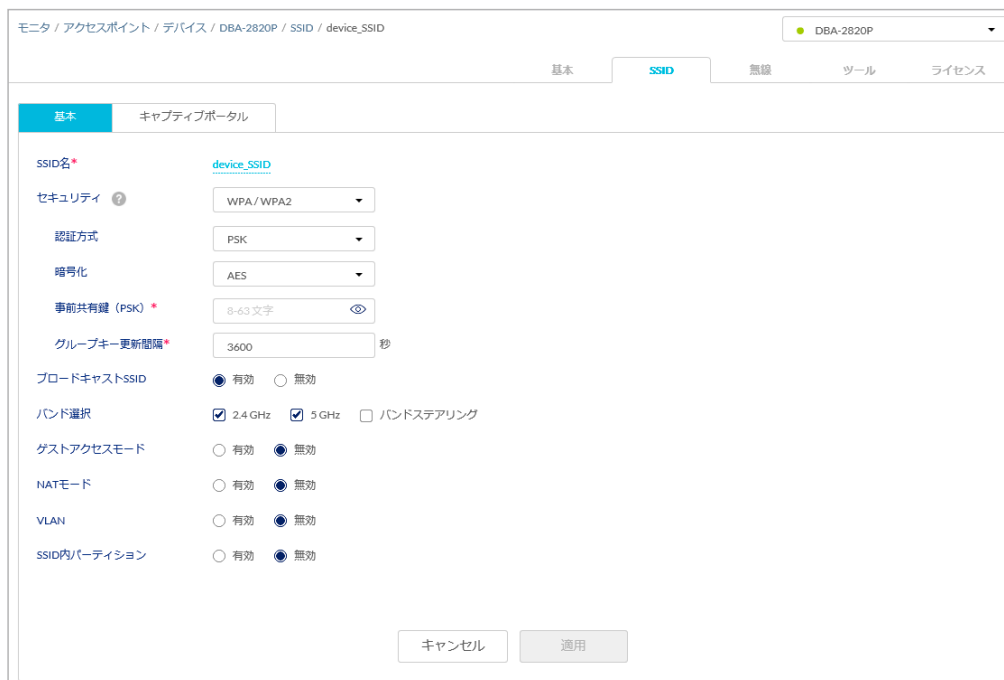 モニタ / アクセスポイント / デバイス / DBA-2820P / SSID / device_SSID
DBA-2820P
基本 SSID 無線 ツール ライセンス
基本 キャプティブポータル
SSID名* device_SSID
セキュリティ ? WPA / WPA2
認証方式 PSK
暗号化 AES
事前共有鍵（PSK）* 8-63 文字
グループキー更新間隔* 3600 秒
ブロードキャストSSID 有効 無効
バンド選択 2.4 GHz 5 GHz バンドステアリング
ゲストアクセスモード 有効 無効
NATモード 有効 無効
VLAN 有効 無効
SSID内パーティション 有効 無効
キャンセル 適用